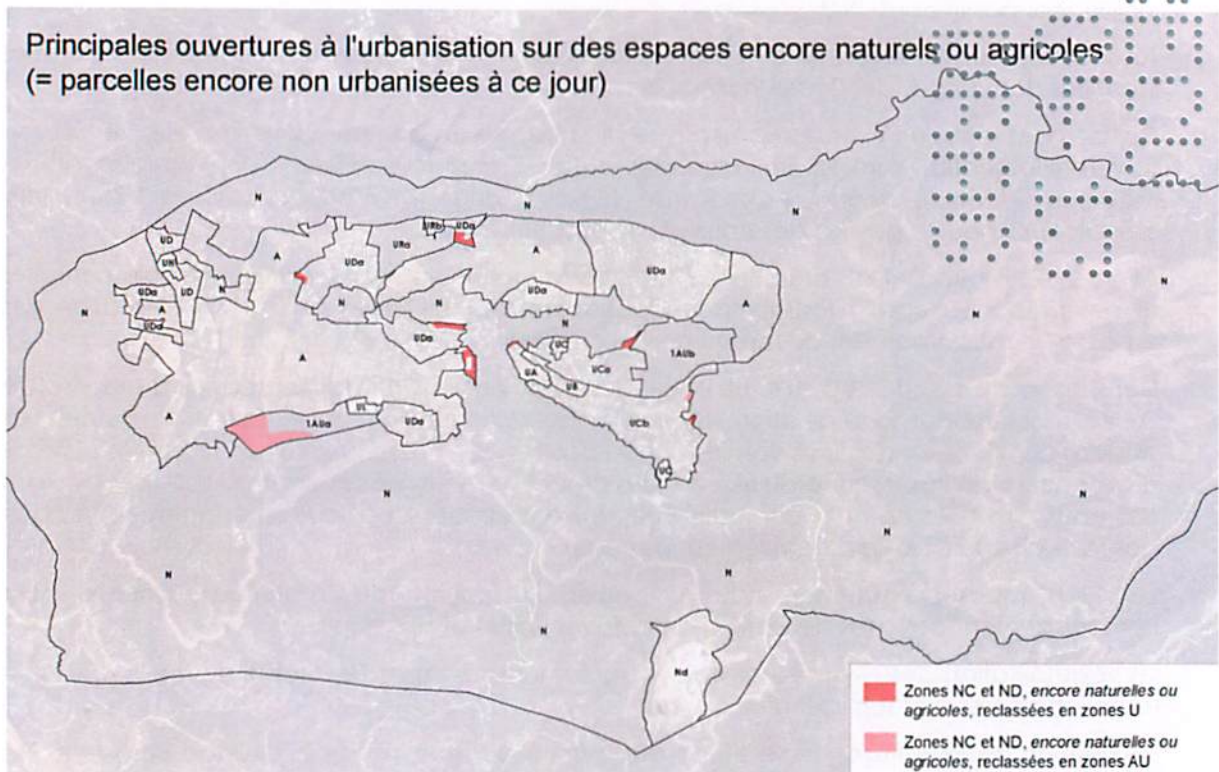 Principales ouvertures à l'urbanisation sur des espaces encore naturels ou agricoles
(= parcelles encore non urbanisées à ce jour)
N
N
N
UD
URb
UDa
URa
A
UH
A
UDa
UDa
N
N
UD
N
UDa
A
N
N
UDa
A
N
N
UDa
N
UDa
UC
1AUb
A
UCa
UA
UB
A
UL
1AUa
UDa
UCb
UC
N
N
N
N
N
N
Nd
Zones NC et ND, encore naturelles ou
agricoles, reclassées en zones U
Zones NC et ND, encore naturelles ou
agricoles, reclassées en zones AU